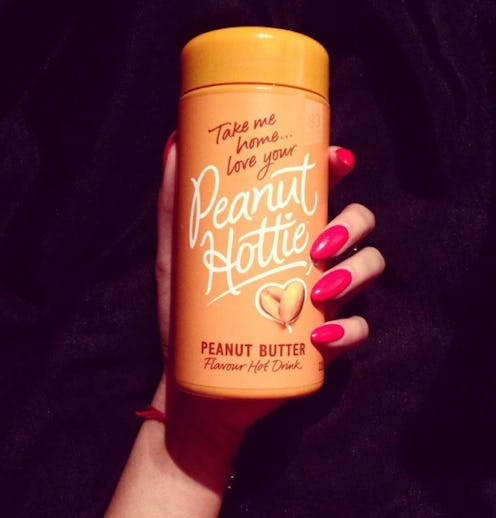 Take me
home...
love your
Peanut
Hottie
PEANUT BUTTER
Flavour Hot Drink